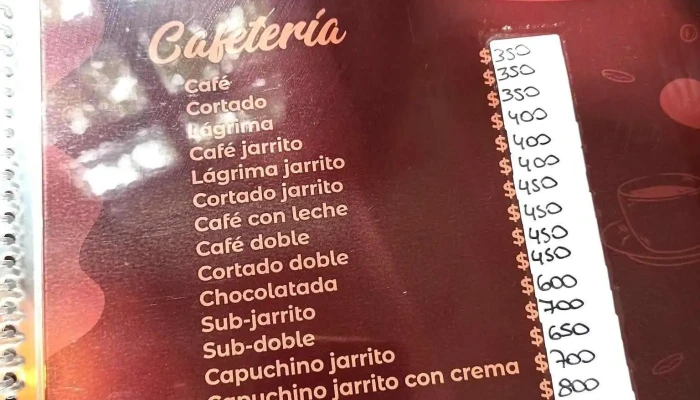 Cafetería
Café $350
Cortado $350
Lágrima $350
Café jarrito $400
Lágrima jarrito $400
Cortado jarrito $400
Café con leche $450
Café doble $450
Cortado doble $450
Chocolatada $450
Sub-jarrito $600
Sub-doble $700
Capuchino jarrito $650
Capuchino jarrito con crema $700
$800